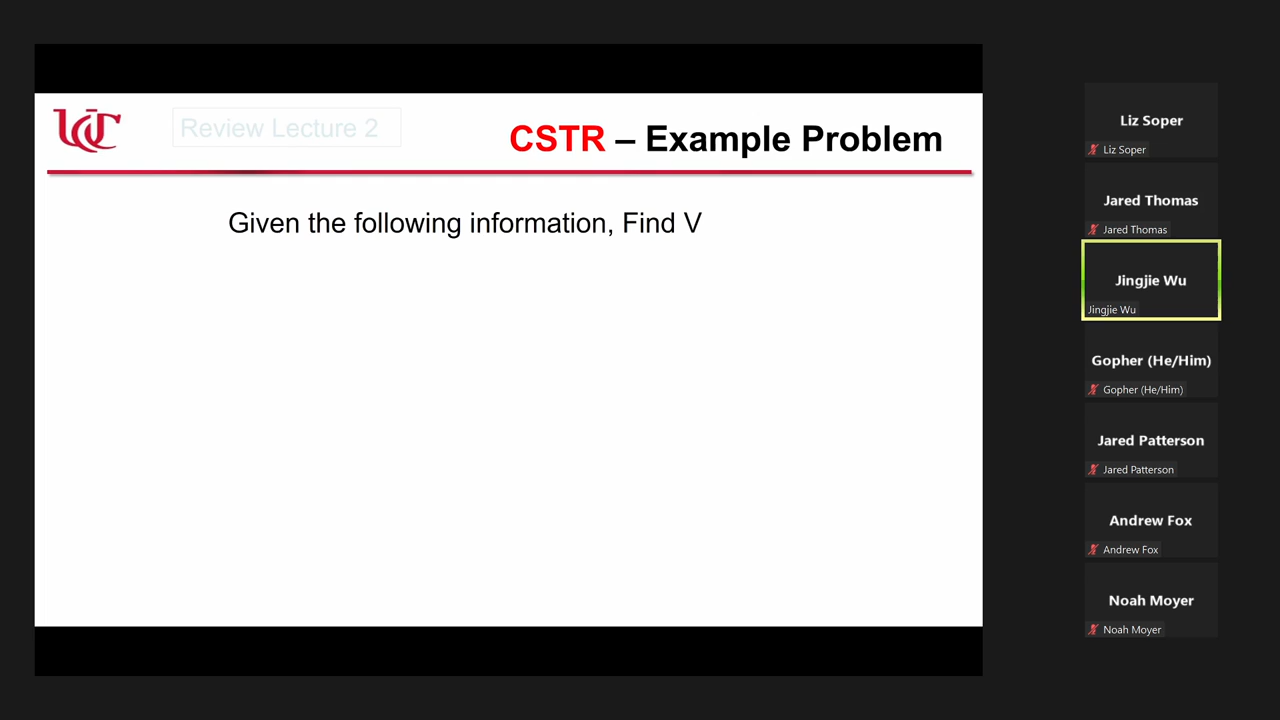 UC
Review Lecture 2
CSTR – Example Problem
Given the following information, Find V
Liz Soper
Liz Soper
Jared Thomas
Jared Thomas
Jingjie Wu
Jingjie Wu
Gopher (He/Him)
Gopher (He/Him)
Jared Patterson
Jared Patterson
Andrew Fox
Andrew Fox
Noah Moyer
Noah Moyer